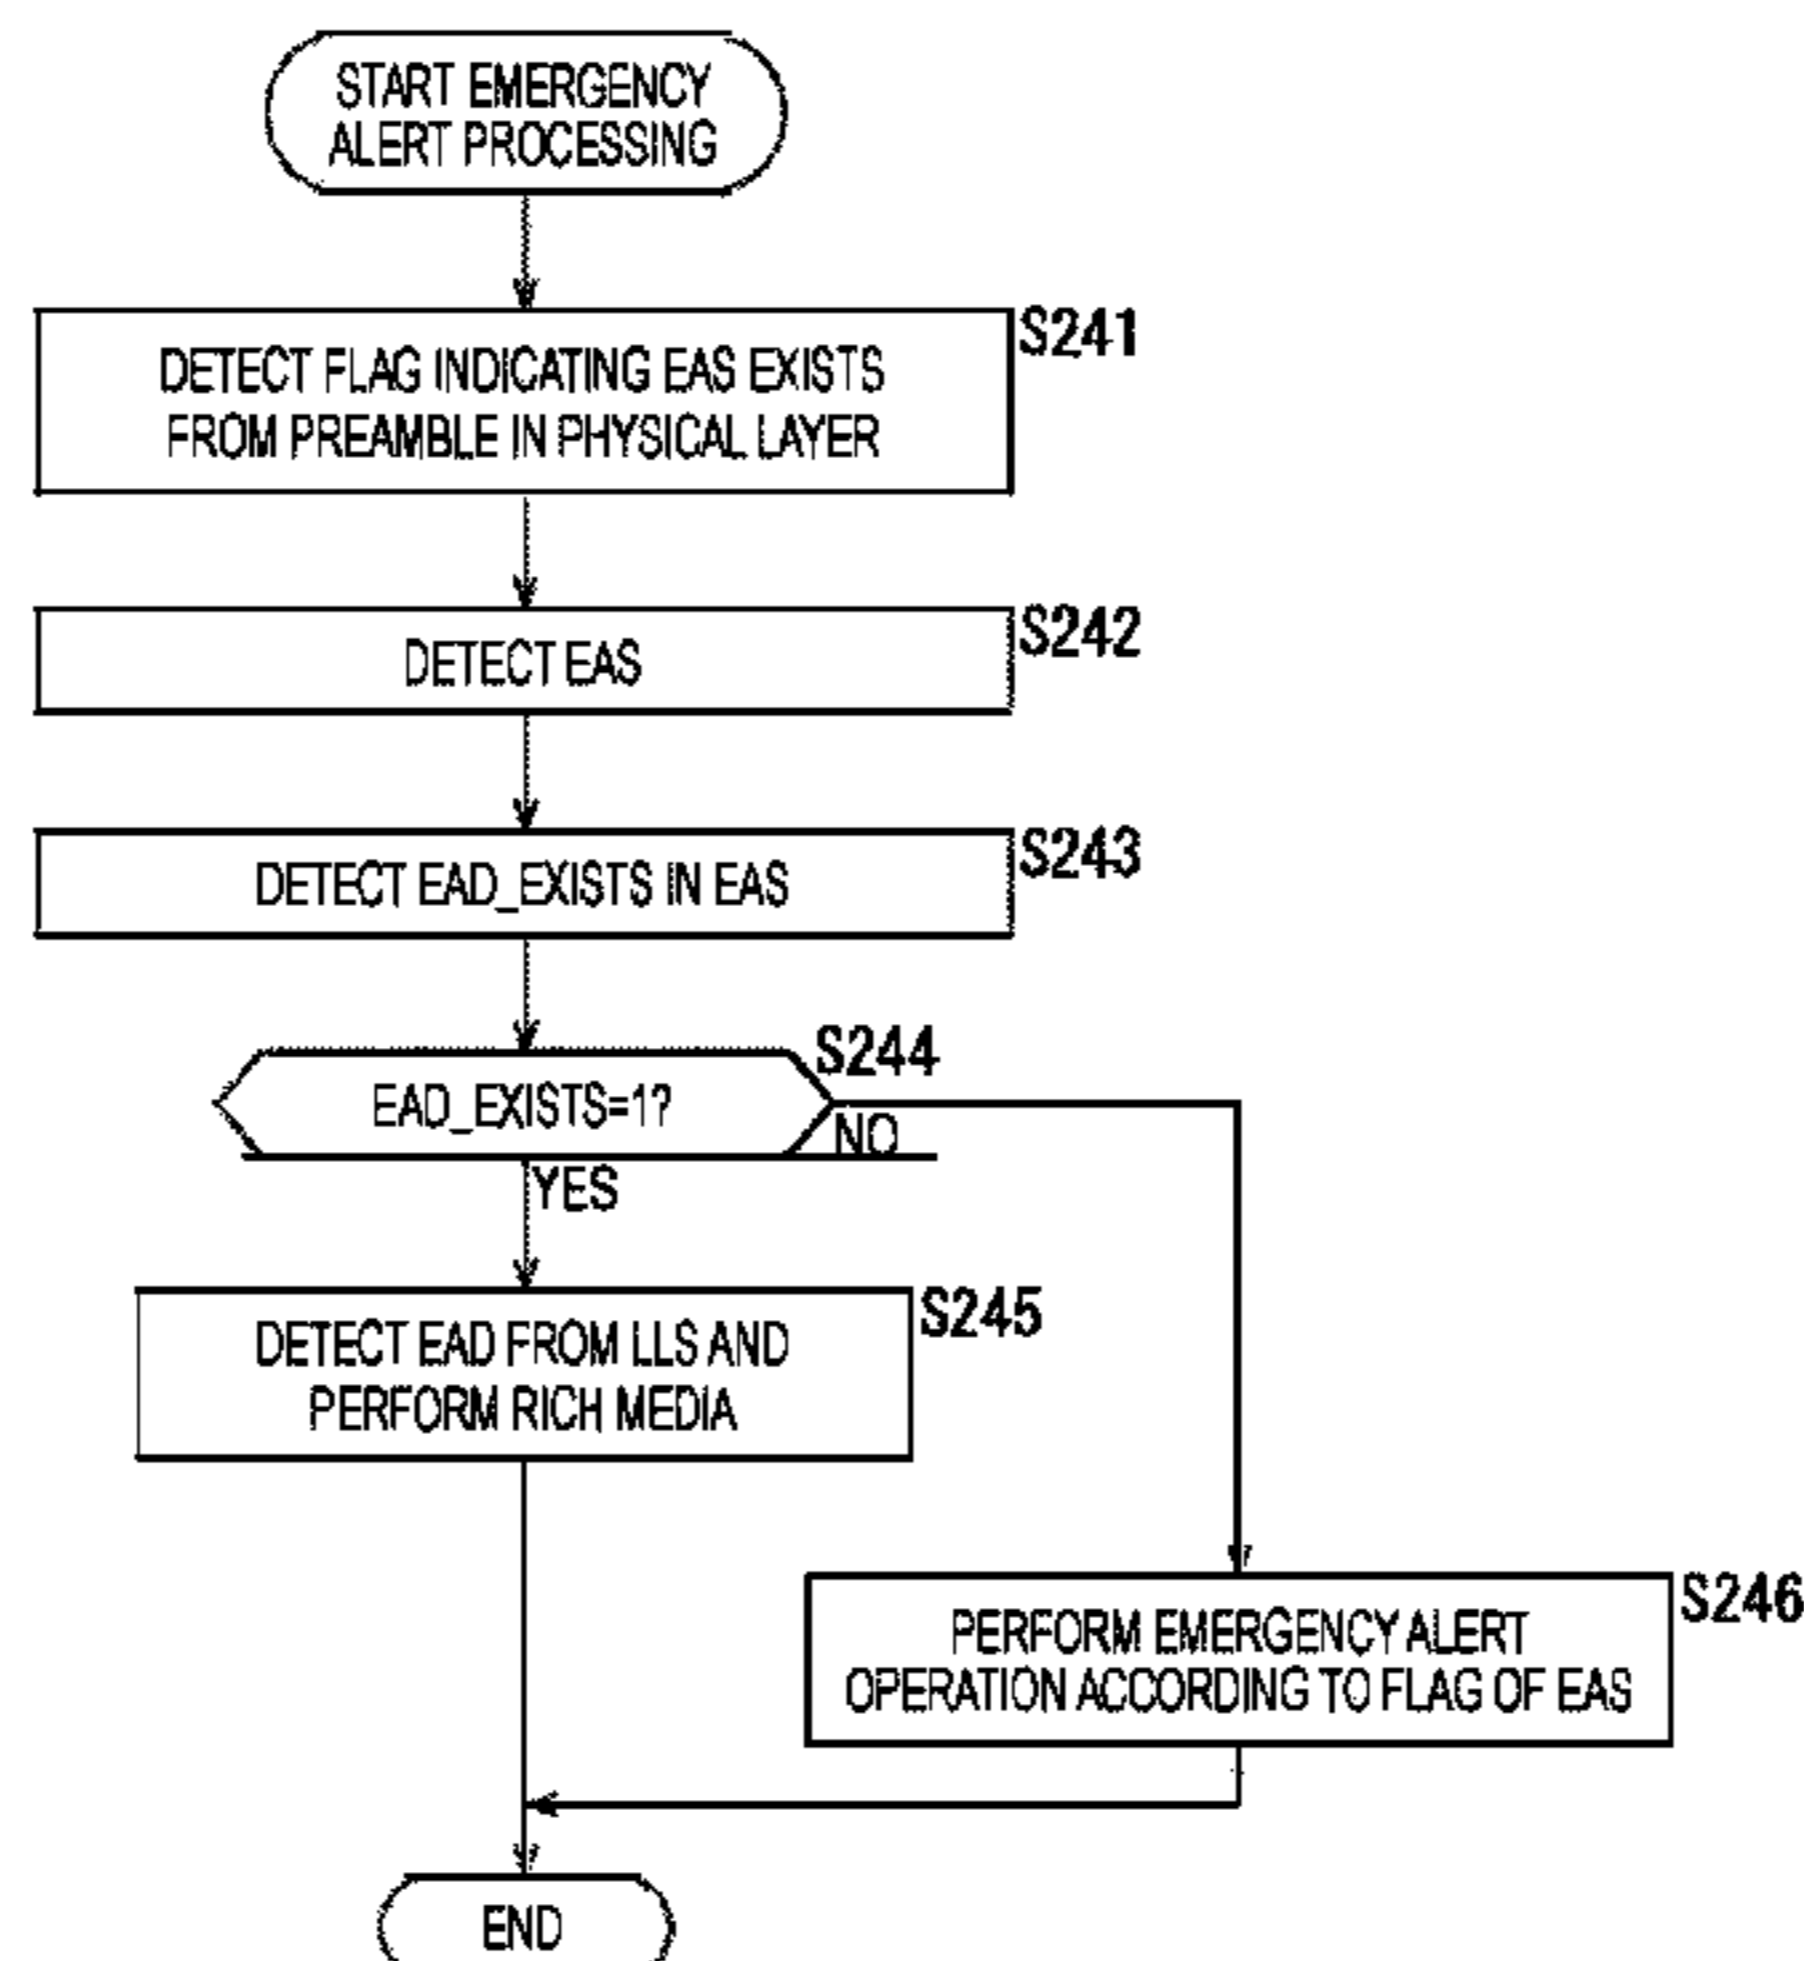 START EMERGENCY
ALERT PROCESSING
S241
DETECT FLAG INDICATING EAS EXISTS
FROM PREAMBLE IN PHYSICAL LAYER
S242
DETECT EAS
S243
DETECT EAD_EXISTS IN EAS
S244
EAD_EXISTS=1?
NO
YES
S245
DETECT EAD FROM LLS AND
PERFORM RICH MEDIA
S246
PERFORM EMERGENCY ALERT
OPERATION ACCORDING TO FLAG OF EAS
END